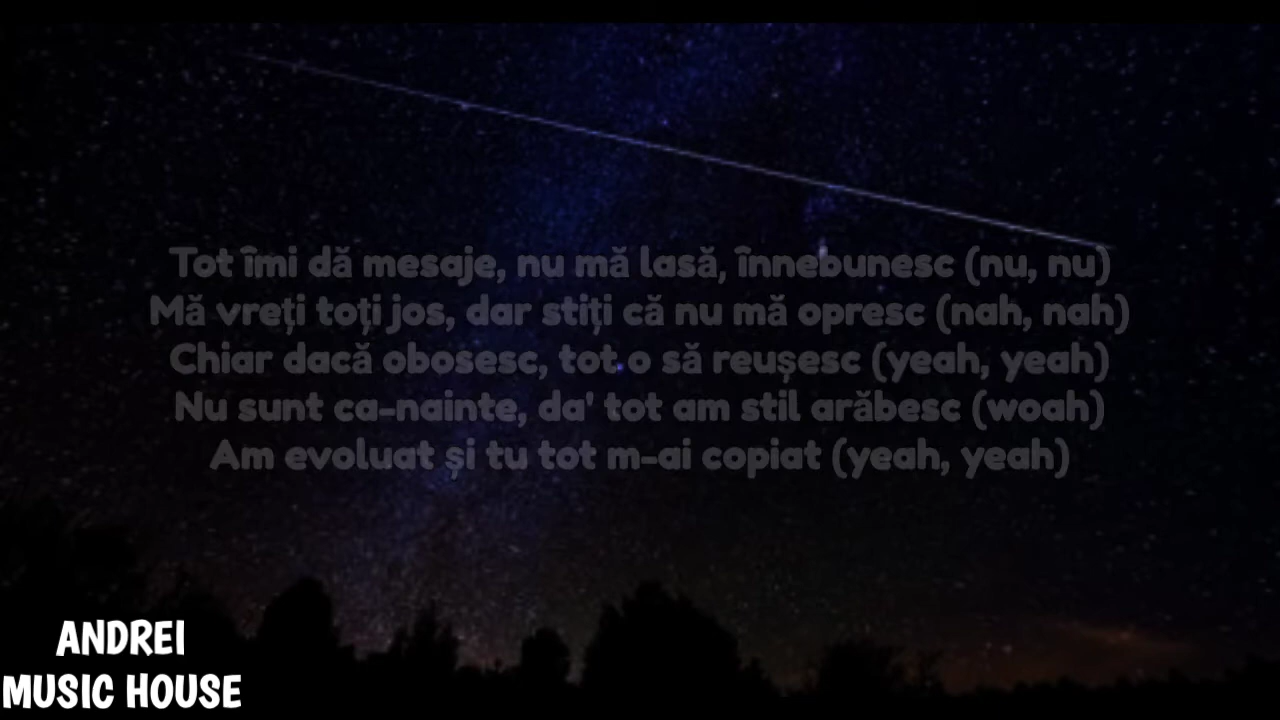 Tot îmi dă mesaje, nu mă lasă, înnebunesc (nu, nu)
Mă vreți toți jos, dar stiți că nu mă opresc (nah, nah)
Chiar dacă obosesc, tot o să reușesc (yeah, yeah)
Nu sunt ca-nainte, da' tot am stil arăbesc (woah)
Am evoluat și tu tot m-ai copiat (yeah, yeah)
ANDREI
MUSIC HOUSE